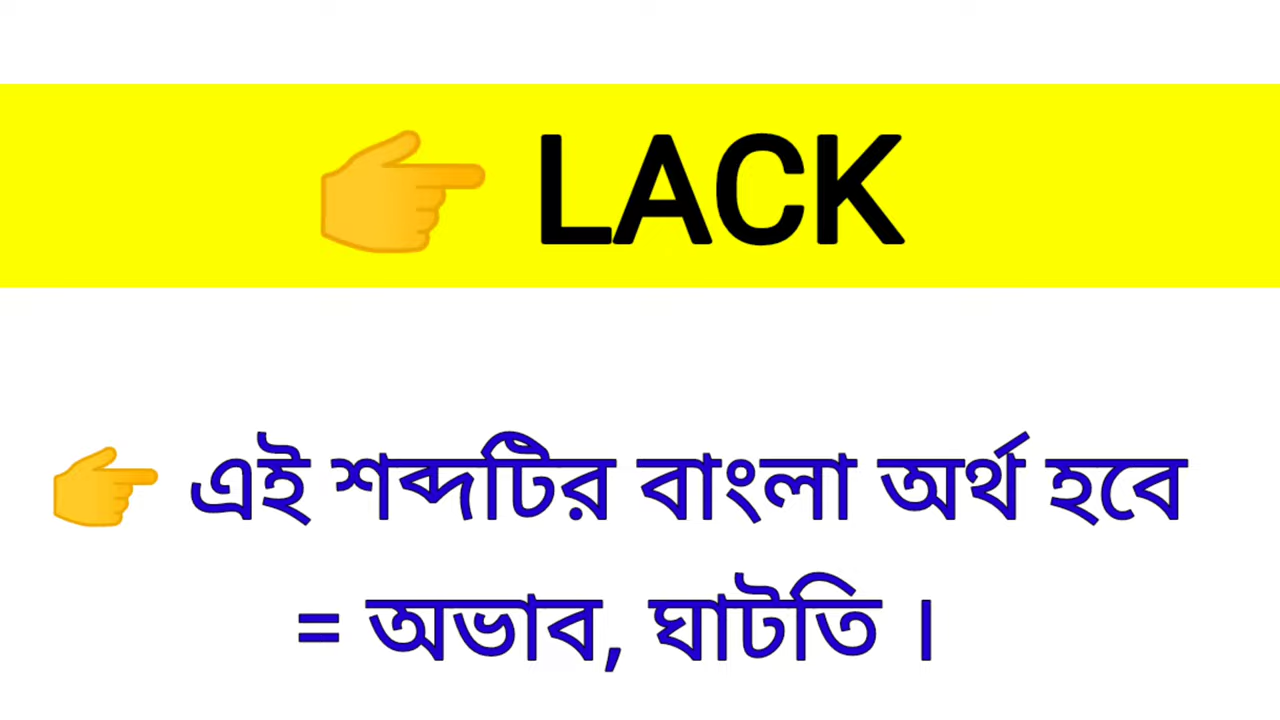 👉 LACK
👉 এই শব্দটির বাংলা অর্থ হবে
= অভাব, ঘাটতি ।